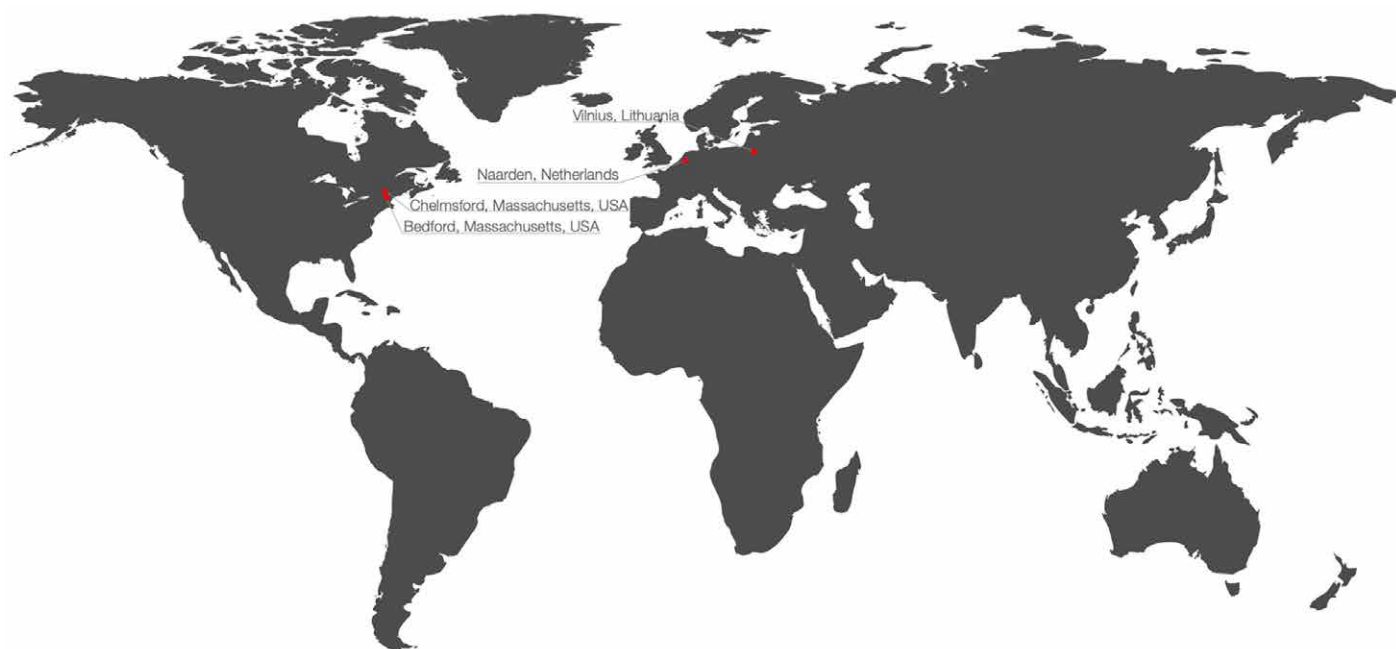 Vilnius, Lithuania
Naarden, Netherlands
Chelmsford, Massachusetts, USA
Bedford, Massachusetts, USA